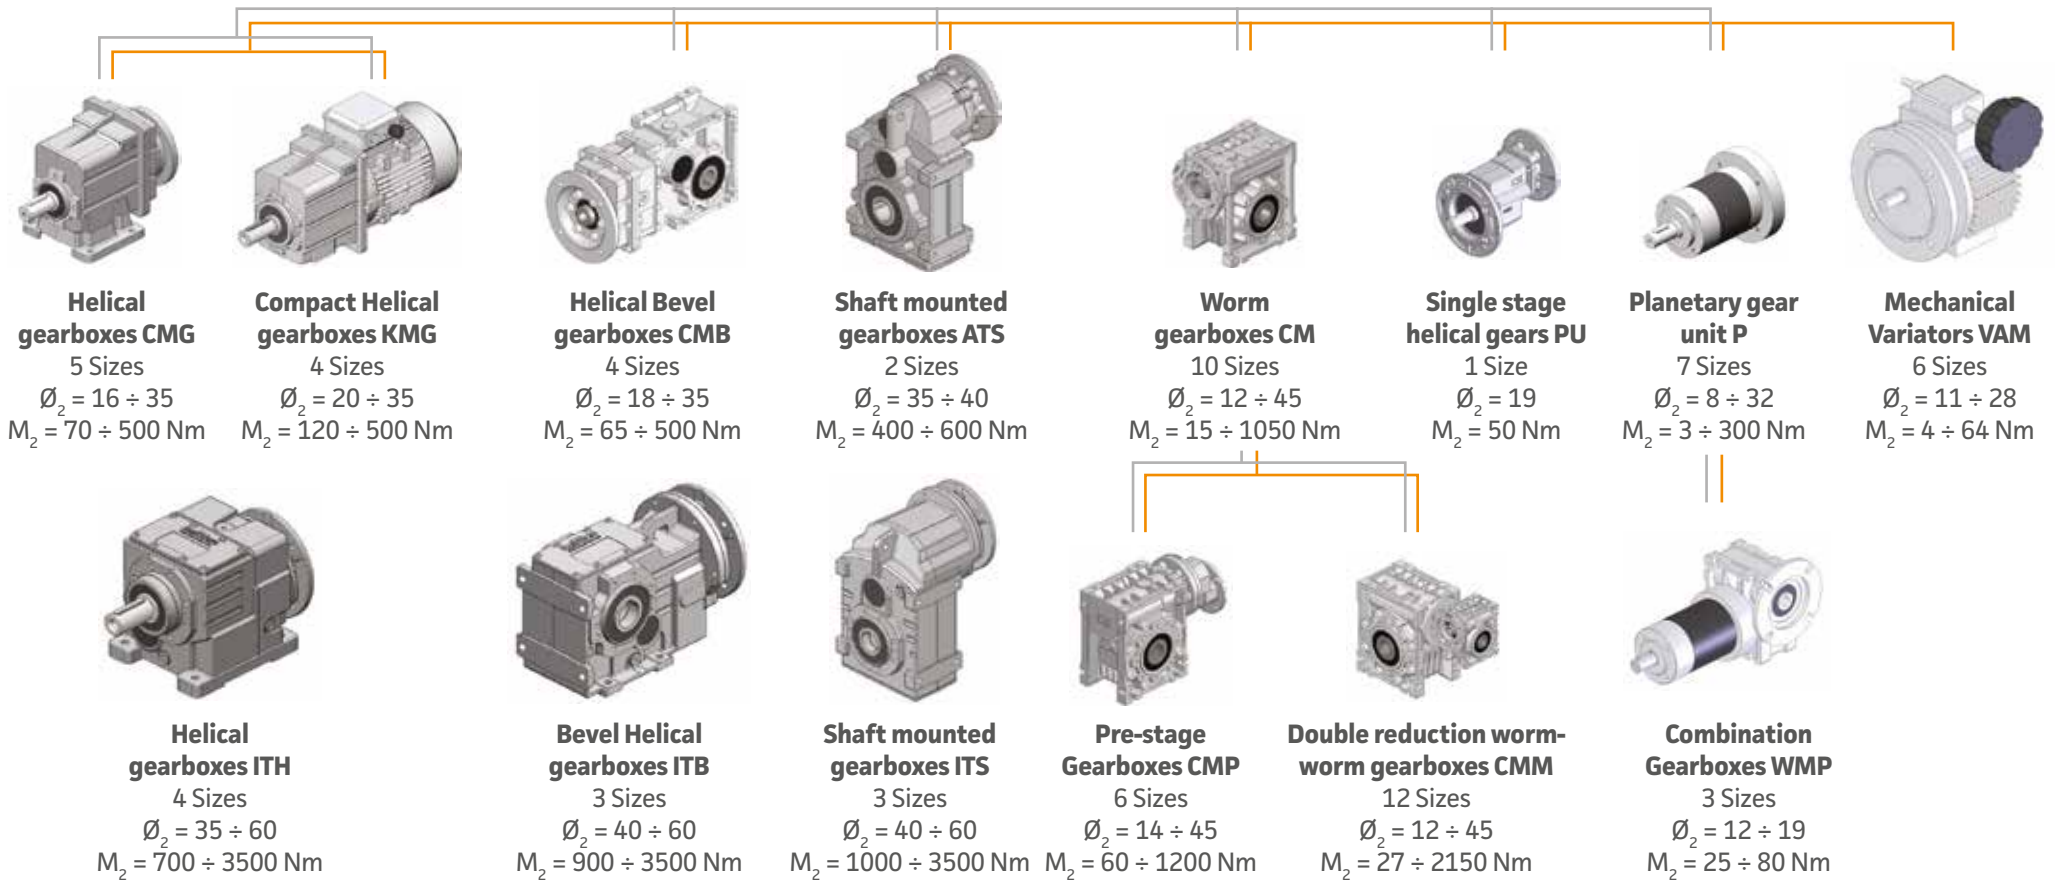 Helical
gearboxes CMG
5 Sizes
Ø₂ = 16 ÷ 35
M₂ = 70 ÷ 500 Nm
Compact Helical
gearboxes KMG
4 Sizes
Ø₂ = 20 ÷ 35
M₂ = 120 ÷ 500 Nm
Helical Bevel
gearboxes CMB
4 Sizes
Ø₂ = 18 ÷ 35
M₂ = 65 ÷ 500 Nm
Shaft mounted
gearboxes ATS
2 Sizes
Ø₂ = 35 ÷ 40
M₂ = 400 ÷ 600 Nm
Worm
gearboxes CM
10 Sizes
Ø₂ = 12 ÷ 45
M₂ = 15 ÷ 1050 Nm
Single stage
helical gears PU
1 Size
Ø₂ = 19
M₂ = 50 Nm
Planetary gear
unit P
7 Sizes
Ø₂ = 8 ÷ 32
M₂ = 3 ÷ 300 Nm
Mechanical
Variators VAM
6 Sizes
Ø₂ = 11 ÷ 28
M₂ = 4 ÷ 64 Nm
Helical
gearboxes ITH
4 Sizes
Ø₂ = 35 ÷ 60
M₂ = 700 ÷ 3500 Nm
Bevel Helical
gearboxes ITB
3 Sizes
Ø₂ = 40 ÷ 60
M₂ = 900 ÷ 3500 Nm
Shaft mounted
gearboxes ITS
3 Sizes
Ø₂ = 40 ÷ 60
M₂ = 1000 ÷ 3500 Nm
Pre-stage
Gearboxes CMP
6 Sizes
Ø₂ = 14 ÷ 45
M₂ = 60 ÷ 1200 Nm
Double reduction worm-
worm gearboxes CMM
12 Sizes
Ø₂ = 12 ÷ 45
M₂ = 27 ÷ 2150 Nm
Combination
Gearboxes WMP
3 Sizes
Ø₂ = 12 ÷ 19
M₂ = 25 ÷ 80 Nm